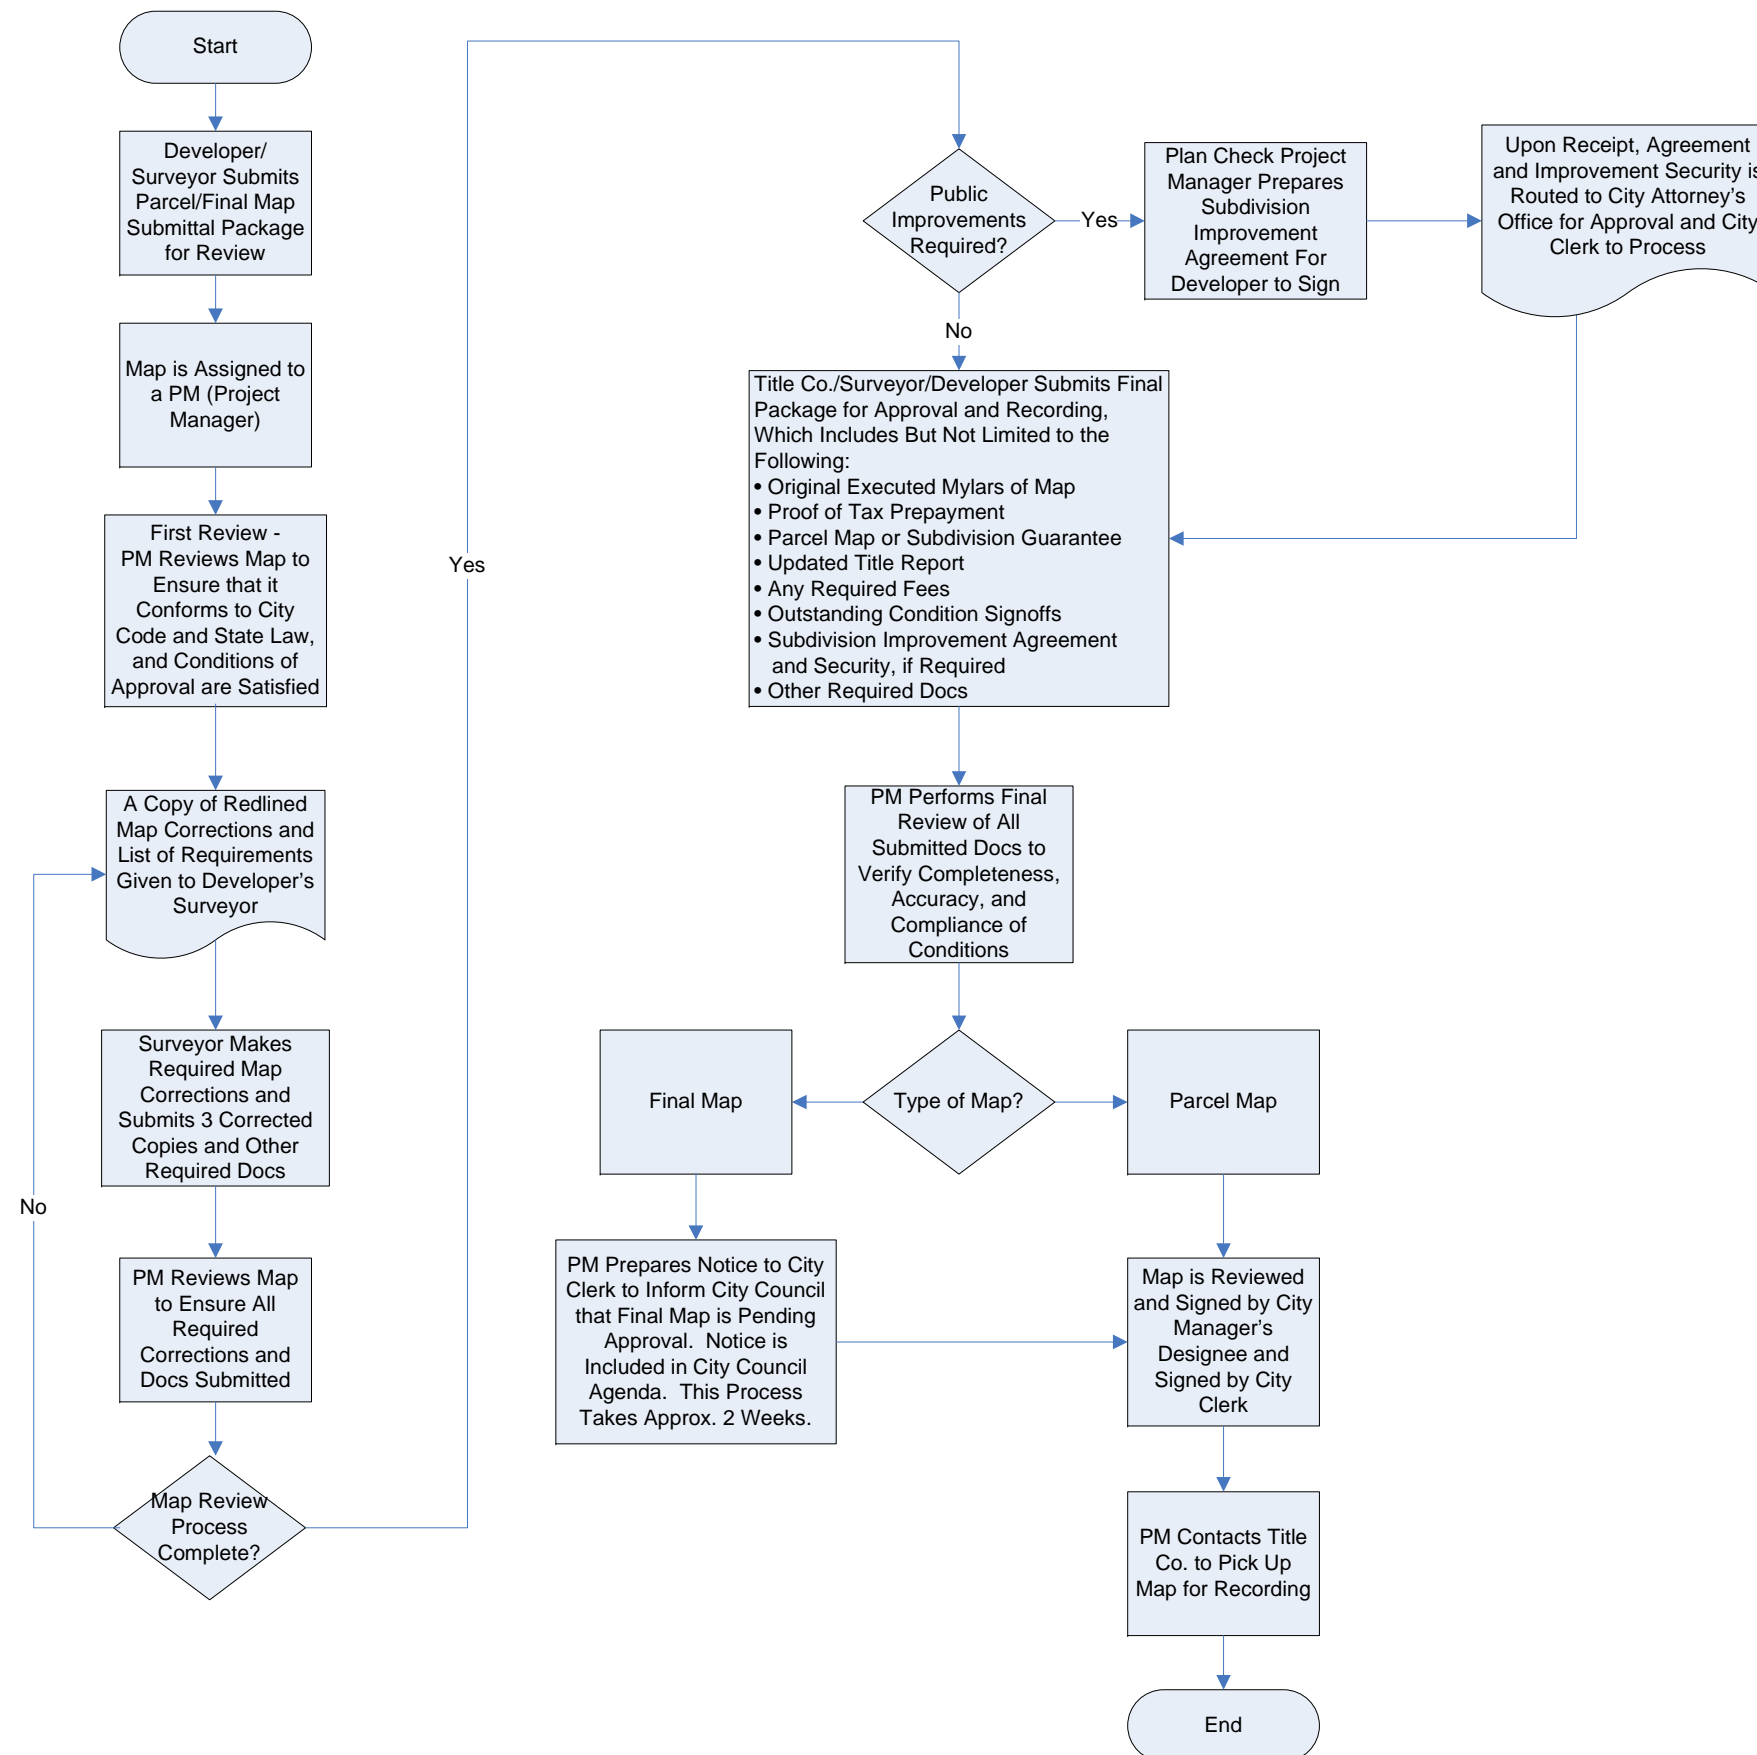 Start
Developer/
Surveyor Submits
Parcel/Final Map
Submittal Package
for Review
Map is Assigned to
a PM (Project
Manager)
First Review -
PM Reviews Map to
Ensure that it
Conforms to City
Code and State Law,
and Conditions of
Approval are Satisfied
A Copy of Redlined
Map Corrections and
List of Requirements
Given to Developer’s
Surveyor
Surveyor Makes
Required Map
Corrections and
Submits 3 Corrected
Copies and Other
Required Docs
No
PM Reviews Map
to Ensure All
Required
Corrections and
Docs Submitted
Map Review
Process
Complete?
Yes
Public
Improvements
Required?
Yes
Plan Check Project
Manager Prepares
Subdivision
Improvement
Agreement For
Developer to Sign
Upon Receipt, Agreement
and Improvement Security is
Routed to City Attorney’s
Office for Approval and City
Clerk to Process
No
Title Co./Surveyor/Developer Submits Final
Package for Approval and Recording,
Which Includes But Not Limited to the
Following:
• Original Executed Mylars of Map
• Proof of Tax Prepayment
• Parcel Map or Subdivision Guarantee
• Updated Title Report
• Any Required Fees
• Outstanding Condition Signoffs
• Subdivision Improvement Agreement
and Security, if Required
• Other Required Docs
PM Performs Final
Review of All
Submitted Docs to
Verify Completeness,
Accuracy, and
Compliance of
Conditions
Type of Map?
Final Map
Parcel Map
PM Prepares Notice to City
Clerk to Inform City Council
that Final Map is Pending
Approval.  Notice is
Included in City Council
Agenda.  This Process
Takes Approx. 2 Weeks.
Map is Reviewed
and Signed by City
Manager’s
Designee and
Signed by City
Clerk
PM Contacts Title
Co. to Pick Up
Map for Recording
End